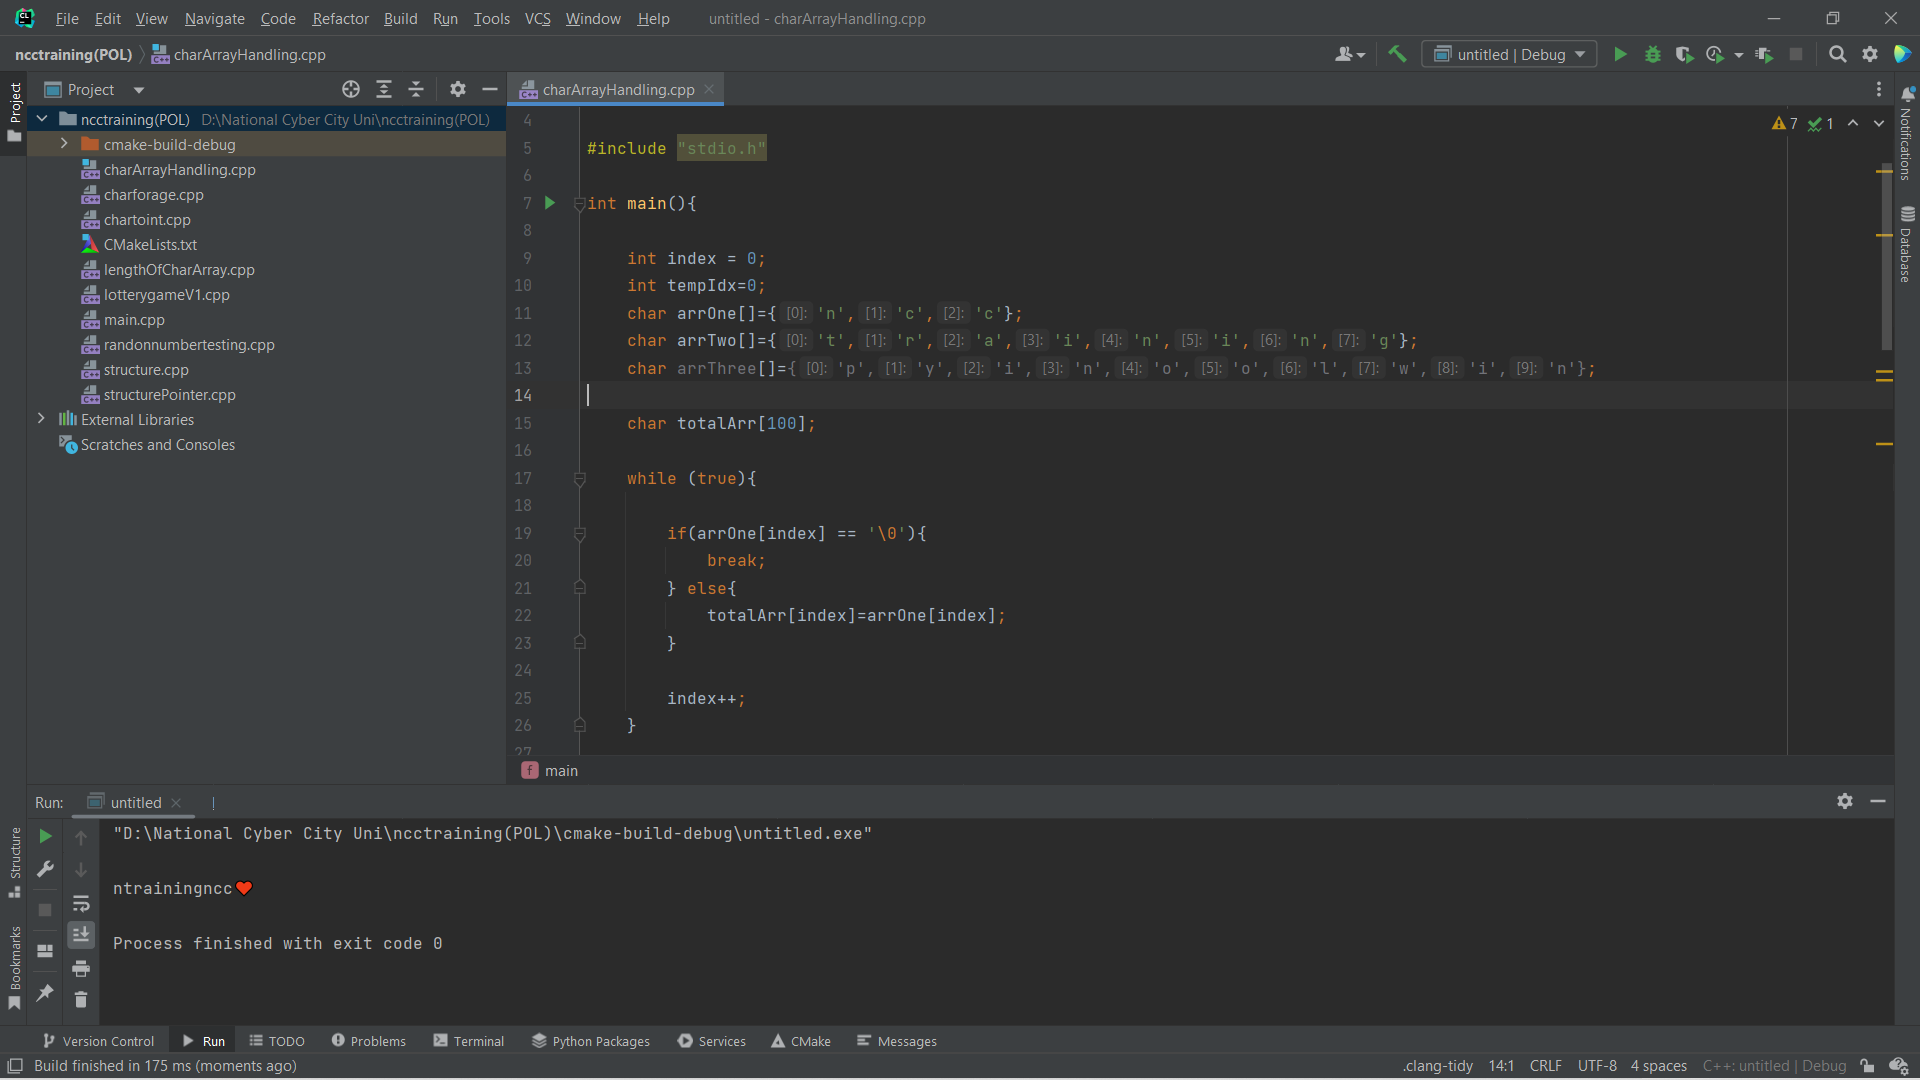 File Edit View Navigate Code Refactor Build Run Tools VCS Window Help untitled - charArrayHandling.cpp
ncctraining(POL) charArrayHandling.cpp untitled | Debug
Project
Project
charArrayHandling.cpp
ncctraining(POL) D:\National Cyber City Uni\ncctraining(POL)
cmake-build-debug
charArrayHandling.cpp
charforage.cpp
chartoint.cpp
CMakeLists.txt
lengthOfCharArray.cpp
lotterygameV1.cpp
main.cpp
randonnumbertesting.cpp
structure.cpp
structurePointer.cpp
External Libraries
Scratches and Consoles
7 1
Notifications
Database
4
5 #include "stdio.h"
6
7 int main(){
8
9 int index = 0;
10 int tempIdx=0;
11 char arrOne[]={ [0]: 'n', [1]: 'c', [2]: 'c'};
12 char arrTwo[]={ [0]: 't', [1]: 'r', [2]: 'a', [3]: 'i', [4]: 'n', [5]: 'i', [6]: 'n', [7]: 'g'};
13 char arrThree[]={ [0]: 'p', [1]: 'y', [2]: 'i', [3]: 'n', [4]: 'o', [5]: 'o', [6]: 'l', [7]: 'w', [8]: 'i', [9]: 'n'};
14
15 char totalArr[100];
16
17 while (true){
18
19 if(arrOne[index] == '\0'){
20 break;
21 } else{
22 totalArr[index]=arrOne[index];
23 }
24
25 index++;
26 }
27
f main
Run: untitled
Structure
Bookmarks
"D:\National Cyber City Uni\ncctraining(POL)\cmake-build-debug\untitled.exe"
ntrainingncc♥
Process finished with exit code 0
Version Control Run TODO Problems Terminal Python Packages Services CMake Messages
Build finished in 175 ms (moments ago) .clang-tidy 14:1 CRLF UTF-8 4 spaces C++: untitled | Debug